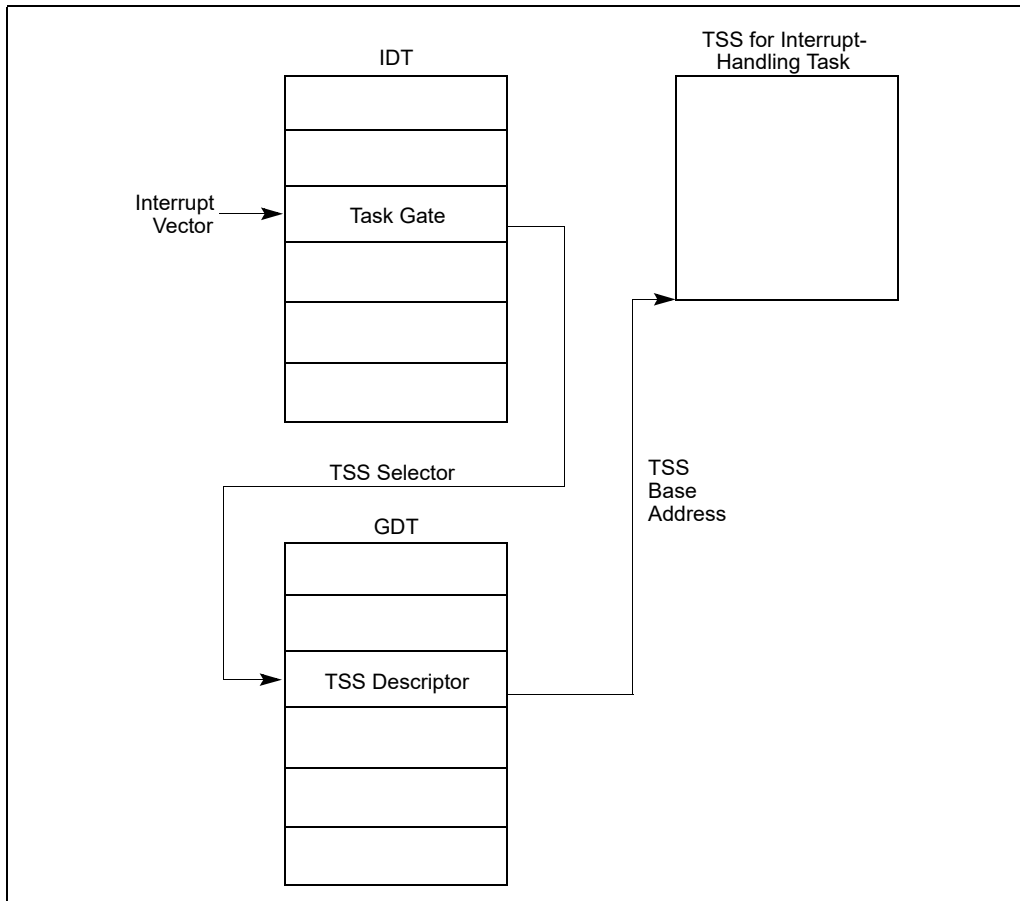 IDT
TSS for Interrupt-
Handling Task
Interrupt
Vector
Task Gate
TSS Selector
TSS
Base
Address
GDT
TSS Descriptor